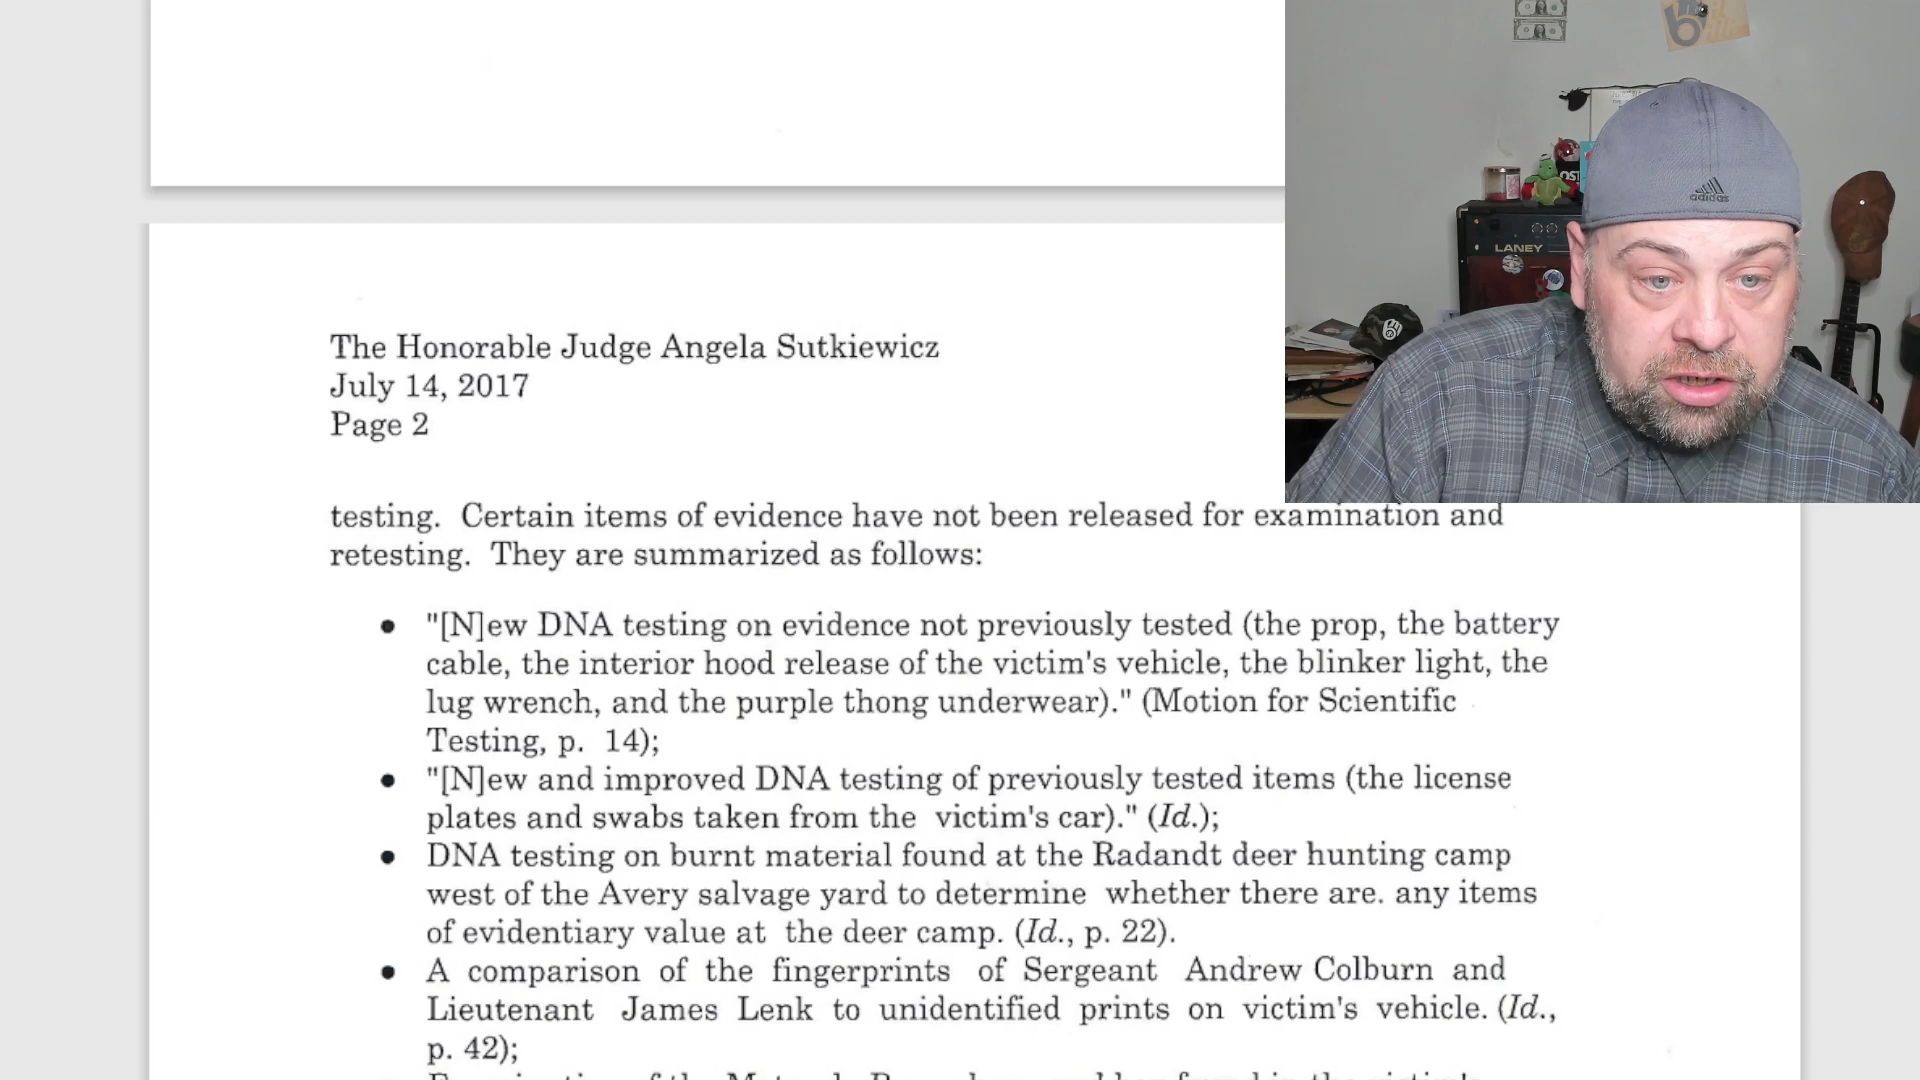 The Honorable Judge Angela Sutkiewicz
July 14, 2017
Page 2
testing. Certain items of evidence have not been released for examination and
retesting. They are summarized as follows:
• "[N]ew DNA testing on evidence not previously tested (the prop, the battery
cable, the interior hood release of the victim's vehicle, the blinker light, the
lug wrench, and the purple thong underwear)." (Motion for Scientific
Testing, p. 14);
• "[N]ew and improved DNA testing of previously tested items (the license
plates and swabs taken from the victim's car)." (Id.);
• DNA testing on burnt material found at the Radandt deer hunting camp
west of the Avery salvage yard to determine whether there are. any items
of evidentiary value at the deer camp. (Id., p. 22).
• A comparison of the fingerprints of Sergeant Andrew Colburn and
Lieutenant James Lenk to unidentified prints on victim's vehicle. (Id.,
p. 42);
adidas
LANEY